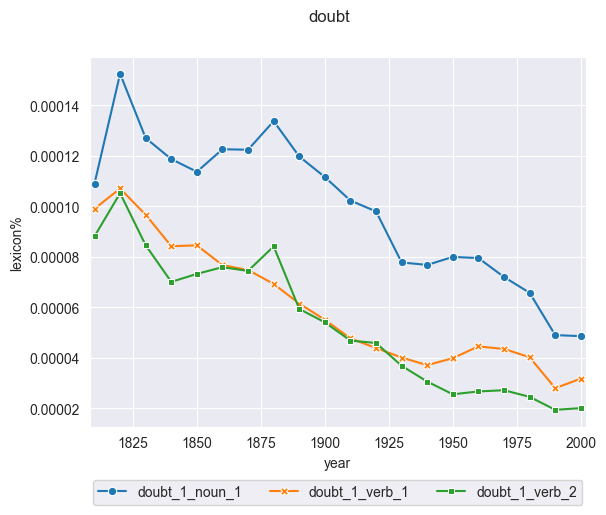 doubt
0.00014
0.00012
0.00010
0.00008
0.00006
0.00004
0.00002
lexicon%
1825 1850 1875 1900 1925 1950 1975 2000
year
doubt_1_noun_1 doubt_1_verb_1 doubt_1_verb_2